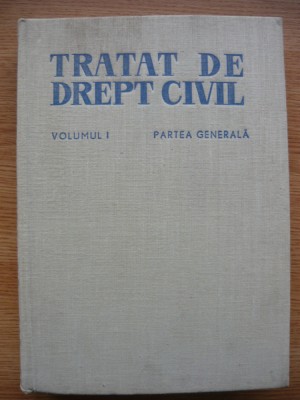 TRATAT DE
DREPT CIVIL
VOLUMUL I PARTEA GENERALĂ